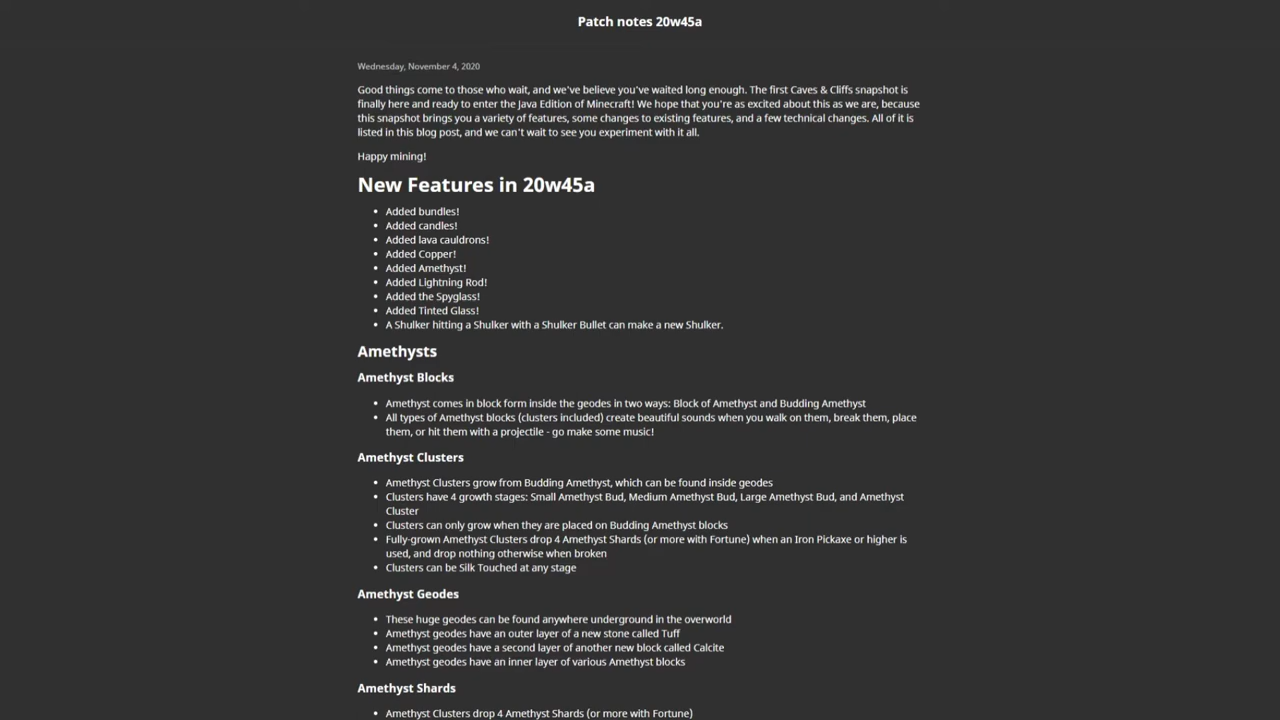 Patch notes 20w45a
Wednesday, November 4, 2020
Good things come to those who wait, and we've believe you've waited long enough. The first Caves & Cliffs snapshot is
finally here and ready to enter the Java Edition of Minecraft! We hope that you're as excited about this as we are, because
this snapshot brings you a variety of features, some changes to existing features, and a few technical changes. All of it is
listed in this blog post, and we can't wait to see you experiment with it all.
Happy mining!
New Features in 20w45a
• Added bundles!
• Added candles!
• Added lava cauldrons!
• Added Copper!
• Added Amethyst!
• Added Lightning Rod!
• Added the Spyglass!
• Added Tinted Glass!
• A Shulker hitting a Shulker with a Shulker Bullet can make a new Shulker.
Amethysts
Amethyst Blocks
• Amethyst comes in block form inside the geodes in two ways: Block of Amethyst and Budding Amethyst
• All types of Amethyst blocks (clusters included) create beautiful sounds when you walk on them, break them, place
them, or hit them with a projectile - go make some music!
Amethyst Clusters
• Amethyst Clusters grow from Budding Amethyst, which can be found inside geodes
• Clusters have 4 growth stages: Small Amethyst Bud, Medium Amethyst Bud, Large Amethyst Bud, and Amethyst
Cluster
• Clusters can only grow when they are placed on Budding Amethyst blocks
• Fully-grown Amethyst Clusters drop 4 Amethyst Shards (or more with Fortune) when an Iron Pickaxe or higher is
used, and drop nothing otherwise when broken
• Clusters can be Silk Touched at any stage
Amethyst Geodes
• These huge geodes can be found anywhere underground in the overworld
• Amethyst geodes have an outer layer of a new stone called Tuff
• Amethyst geodes have a second layer of another new block called Calcite
• Amethyst geodes have an inner layer of various Amethyst blocks
Amethyst Shards
• Amethyst Clusters drop 4 Amethyst Shards (or more with Fortune)